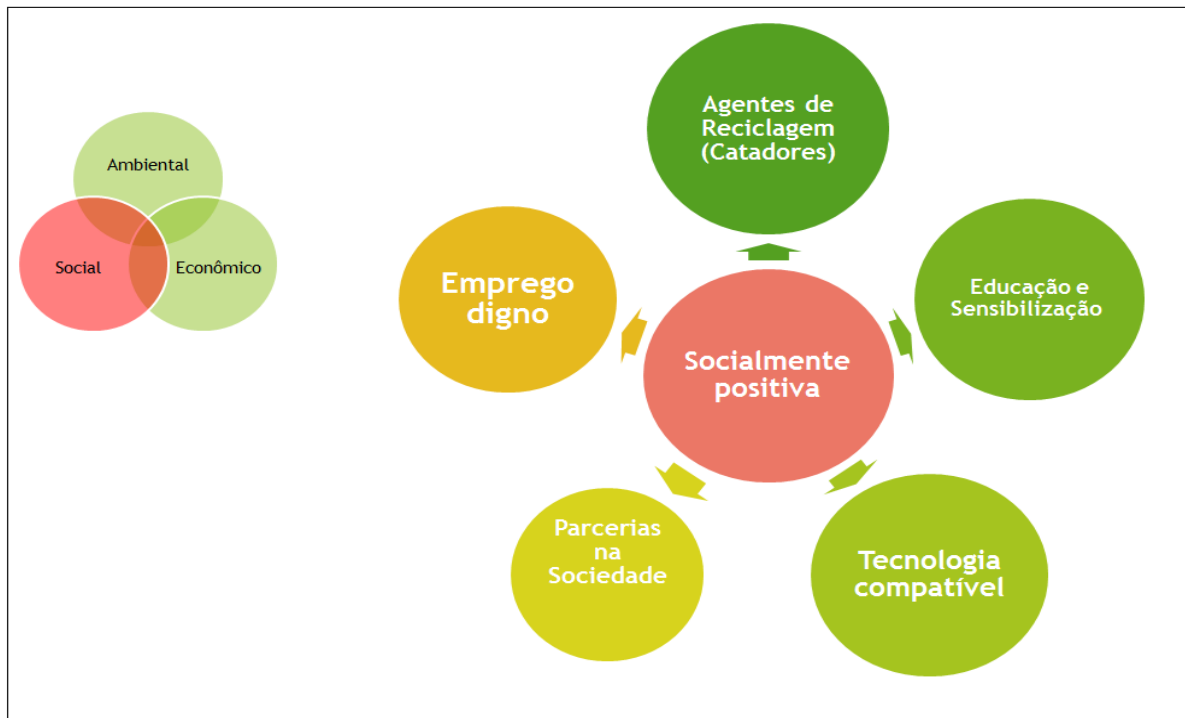 Ambiental
Social
Econômico
Agentes de
Reciclagem
(Catadores)
Emprego
digno
Educação e
Sensibilização
Socialmente
positiva
Parcerias
na
Sociedade
Tecnologia
compatível